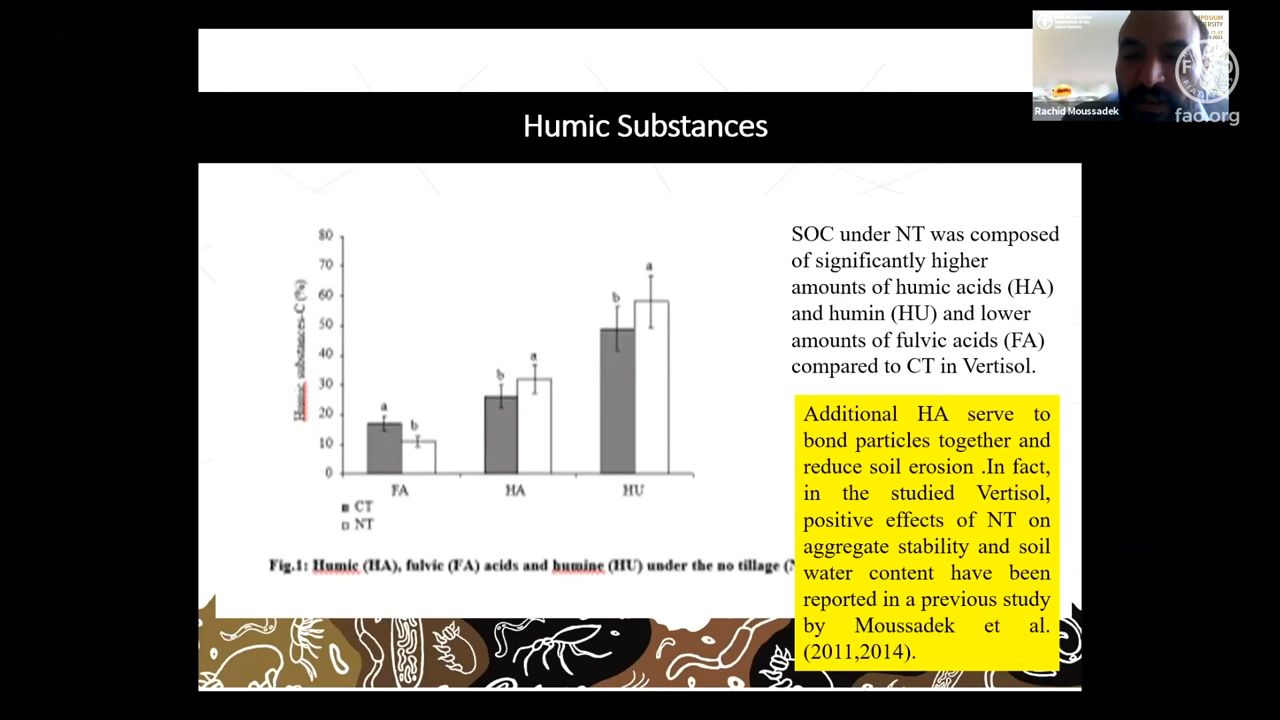 MPOSIUM
Rachid Moussadek
fao.org
Humic Substances
80
70
60
50
40
30
20
10
0
Humic substances-C (%)
a
b
b
a
b
a
FA
HA
HU
CT
NT
Fig.1: Humic (HA), fulvic (FA) acids and humine (HU) under the no tillage (
SOC under NT was composed
of significantly higher
amounts of humic acids (HA)
and humin (HU) and lower
amounts of fulvic acids (FA)
compared to CT in Vertisol.
Additional HA serve to
bond particles together and
reduce soil erosion .In fact,
in the studied Vertisol,
positive effects of NT on
aggregate stability and soil
water content have been
reported in a previous study
by Moussadek et al.
(2011,2014).